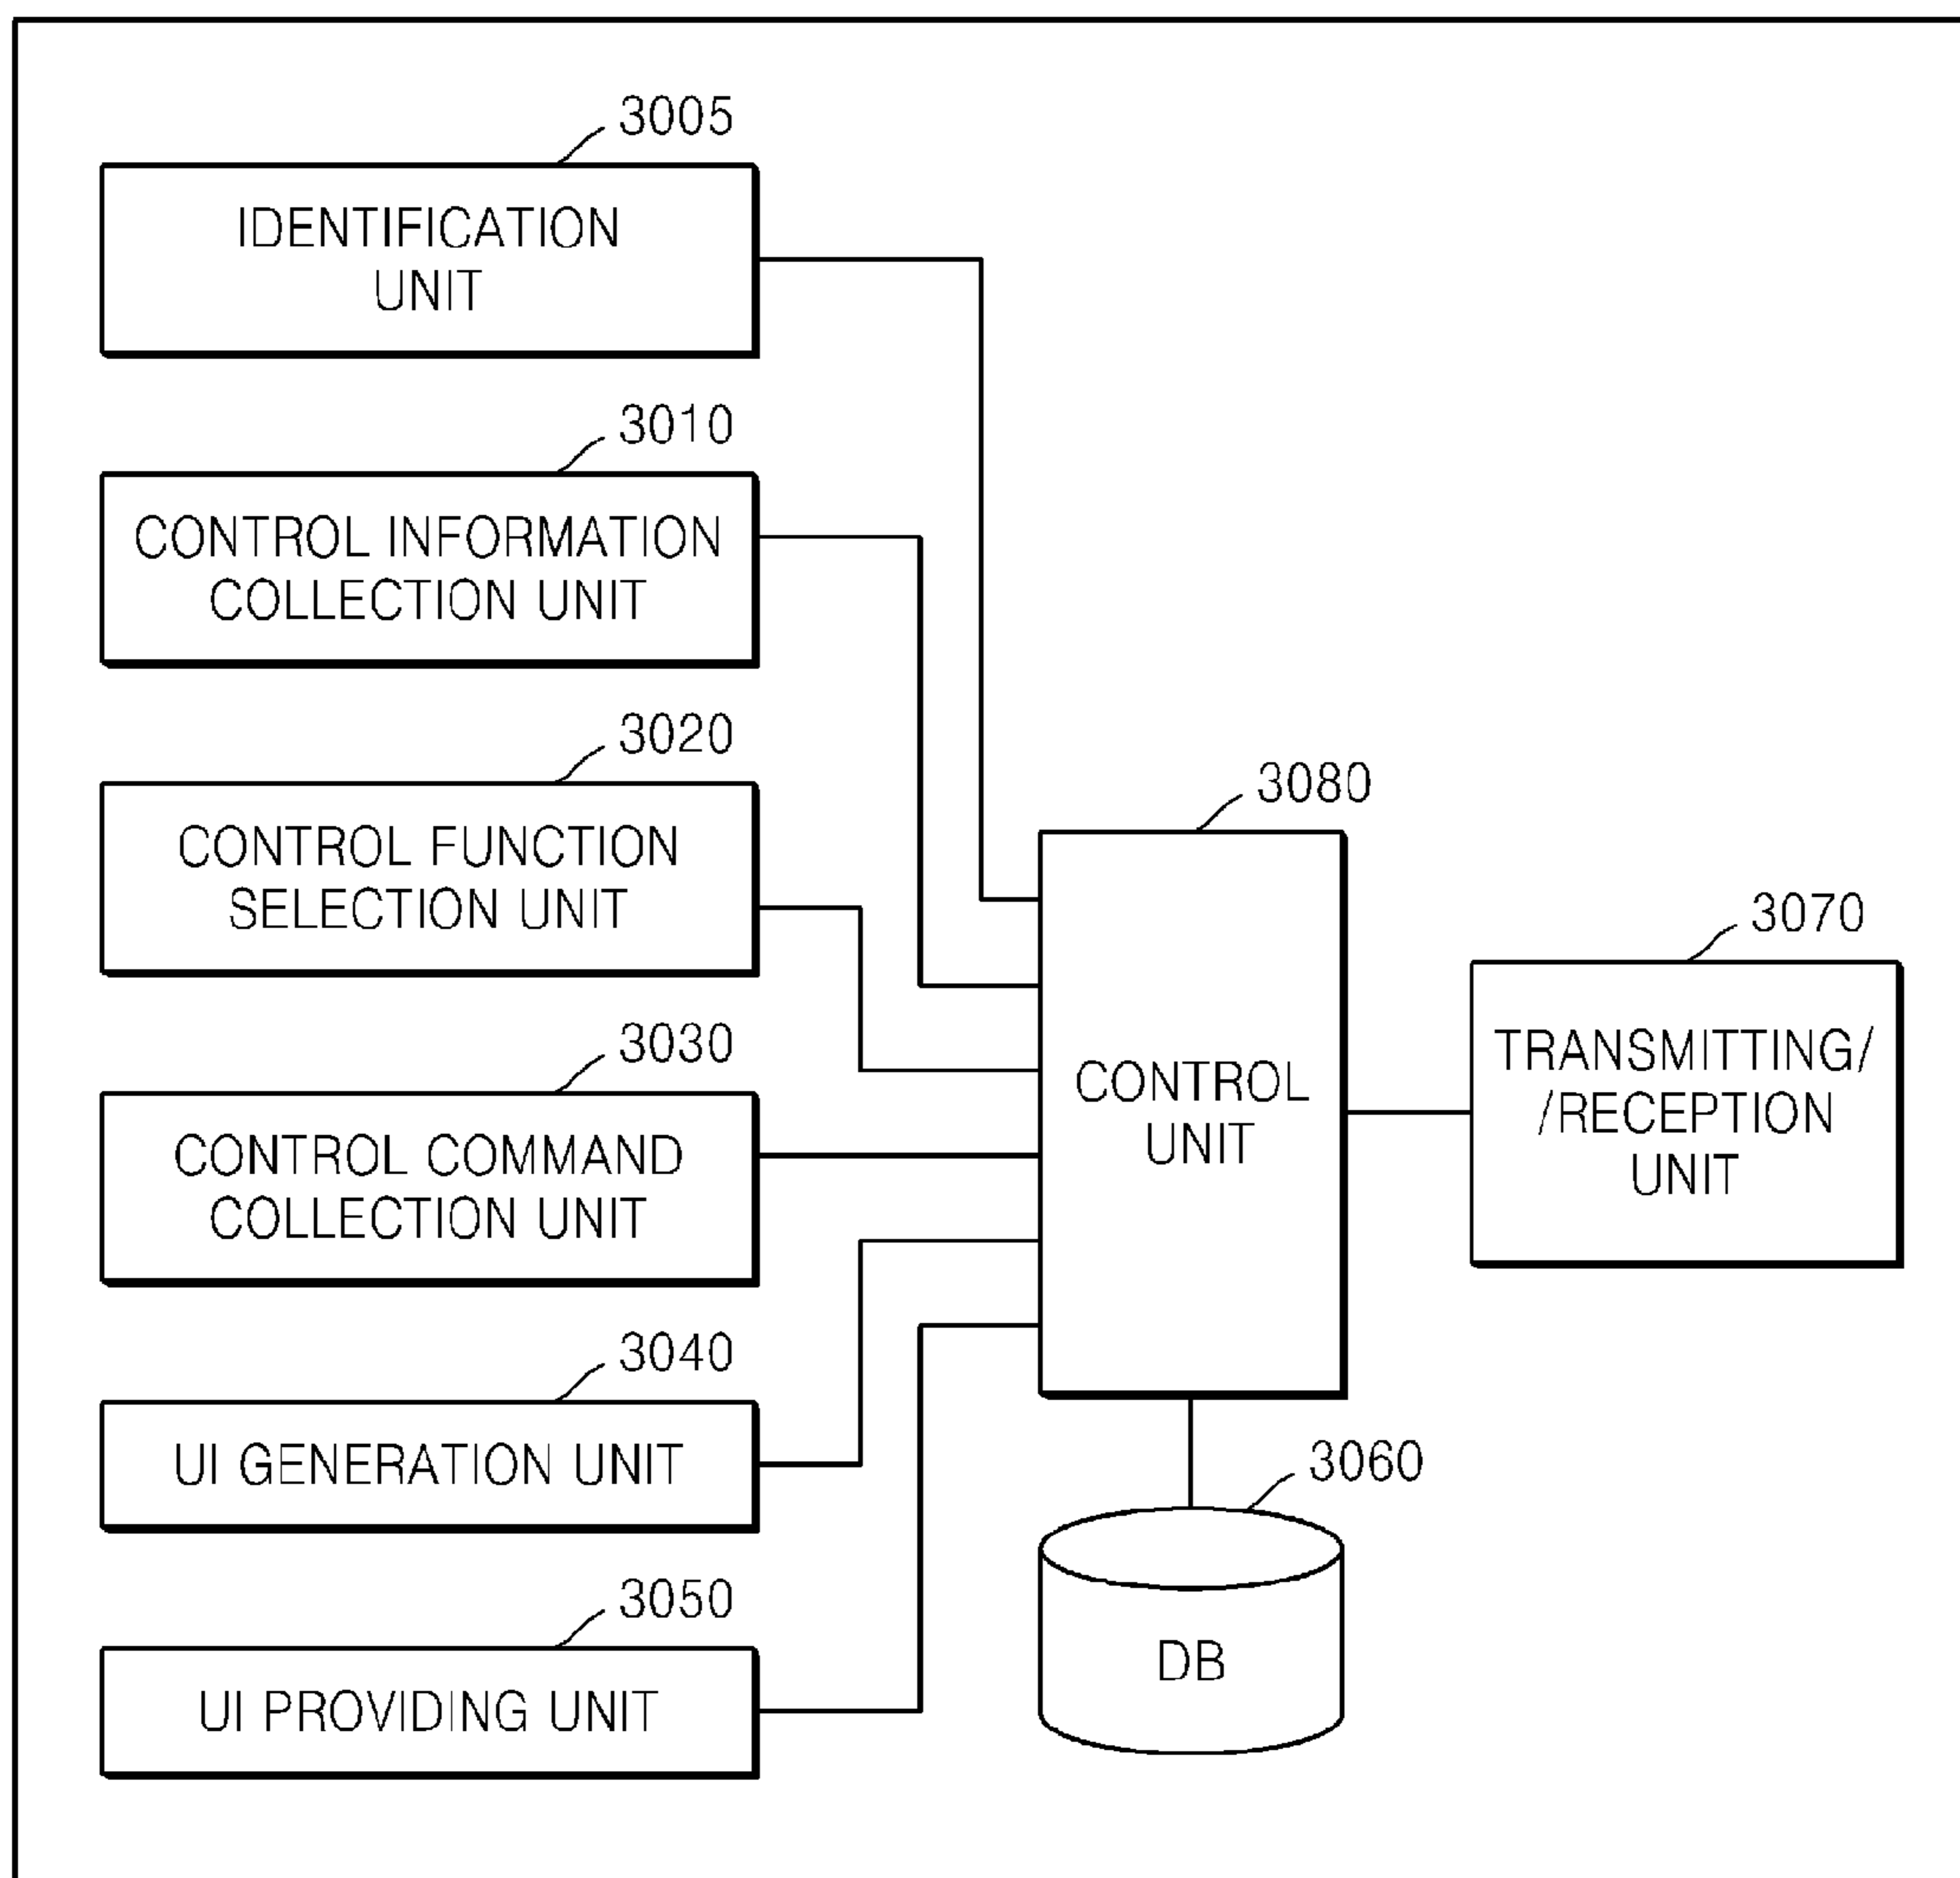 3005
IDENTIFICATION
UNIT
3010
CONTROL INFORMATION
COLLECTION UNIT
3020
CONTROL FUNCTION
SELECTION UNIT
3030
CONTROL COMMAND
COLLECTION UNIT
3040
UI GENERATION UNIT
3050
UI PROVIDING UNIT
3080
CONTROL
UNIT
3070
TRANSMITTING/
/RECEPTION
UNIT
3060
DB